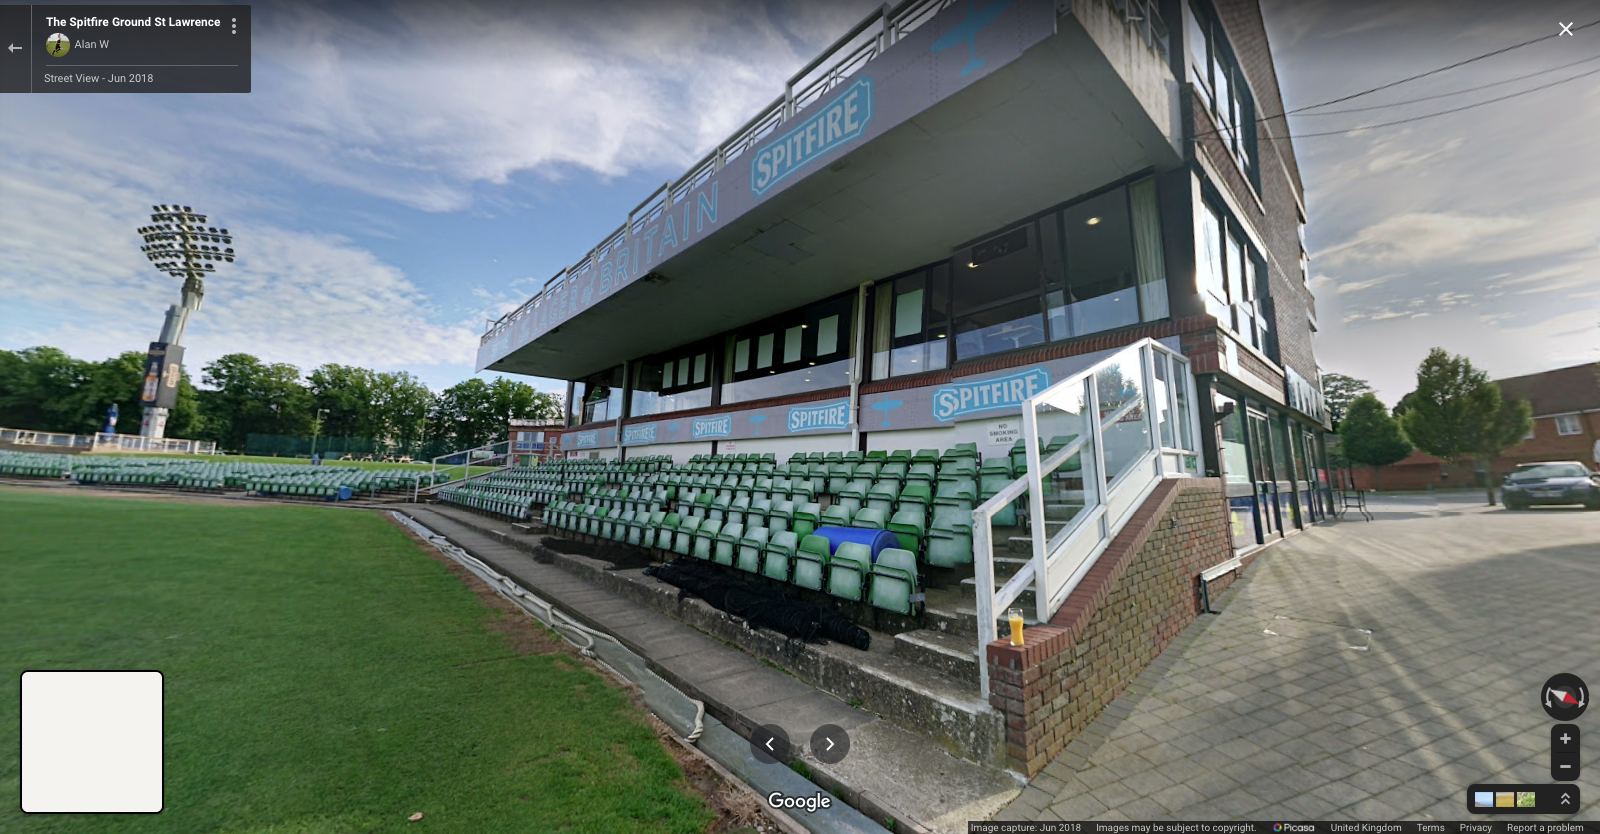 The Spitfire Ground St Lawrence
Alan W
Street View - Jun 2018
SPITFIRE
BRITAIN
SPITFIRE
SPITFIRE
SPITFIRE
SPITFIRE
SPITFIRE
NO
SMOKING
AREA
Google
Image capture: Jun 2018 Images may be subject to copyright. Picasa United Kingdom Terms Privacy Report a problem